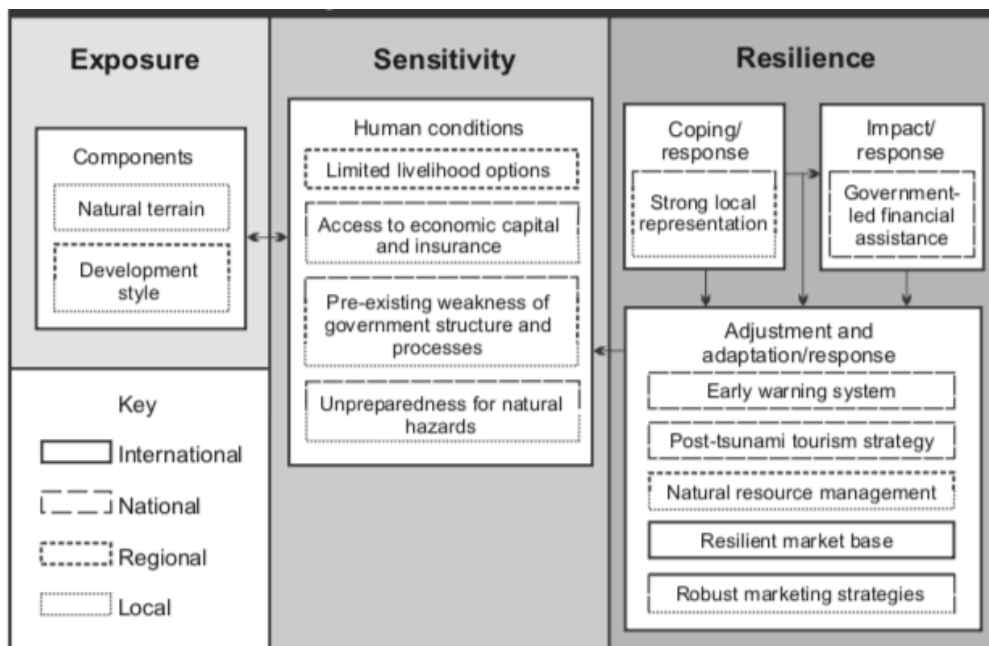 Exposure
Components
Natural terrain
Development
style
Key
International
National
Regional
Local
Sensitivity
Human conditions
Limited livelihood options
Access to economic capital
and insurance
Pre-existing weakness of
government structure and
processes
Unpreparedness for natural
hazards
Resilience
Coping/
response
Strong local
representation
Impact/
response
Government-
led financial
assistance
Adjustment and
adaptation/response
Early warning system
Post-tsunami tourism strategy
Natural resource management
Resilient market base
Robust marketing strategies